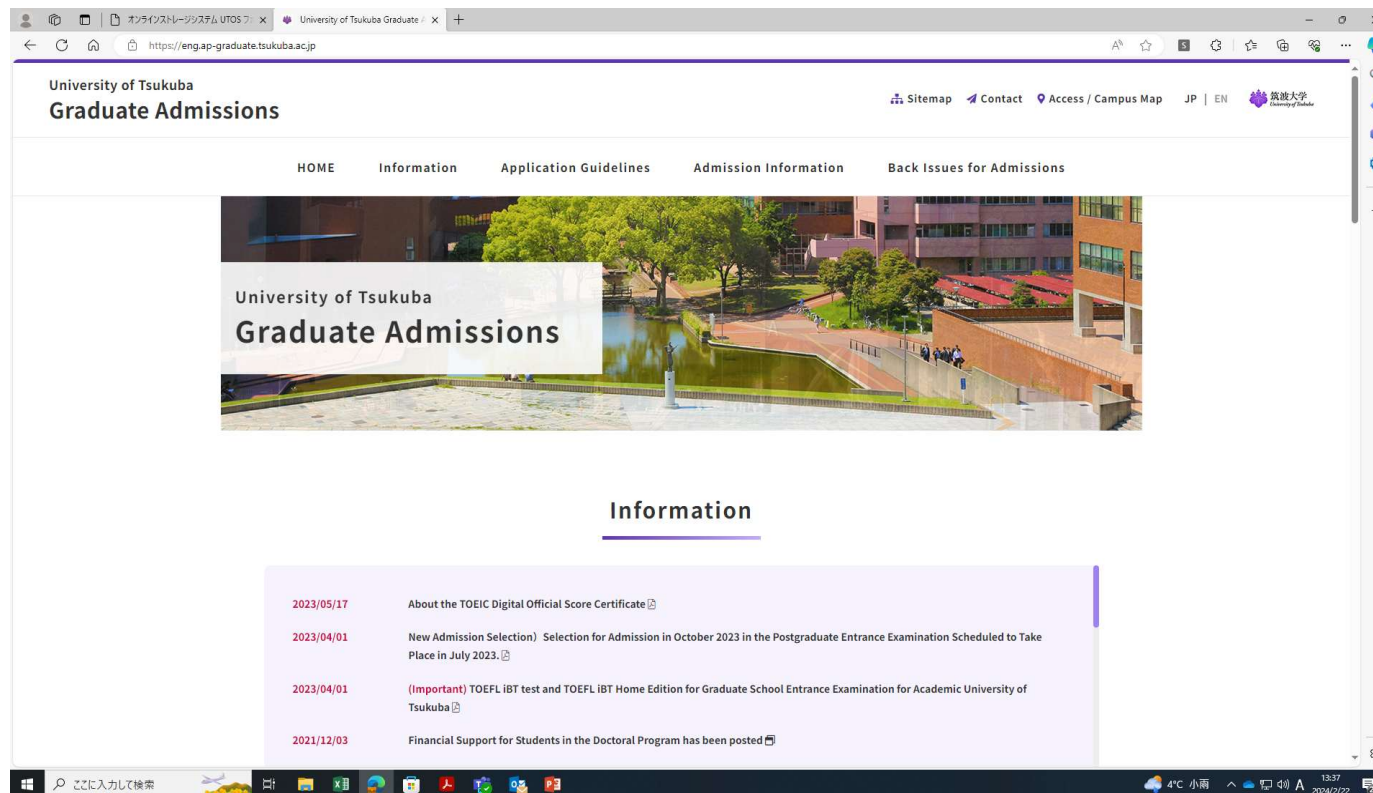 オンラインストレージシステム UTOS フ
University of Tsukuba Graduate A
https://eng.ap-graduate.tsukuba.ac.jp
University of Tsukuba
Graduate Admissions
Sitemap Contact Access / Campus Map JP | EN 筑波大学
University of Tsukuba
HOME Information Application Guidelines Admission Information Back Issues for Admissions
University of Tsukuba
Graduate Admissions
Information
2023/05/17 About the TOEIC Digital Official Score Certificate
2023/04/01 New Admission Selection）Selection for Admission in October 2023 in the Postgraduate Entrance Examination Scheduled to Take
Place in July 2023.
2023/04/01 (Important) TOEFL iBT test and TOEFL iBT Home Edition for Graduate School Entrance Examination for Academic University of
Tsukuba
2021/12/03 Financial Support for Students in the Doctoral Program has been posted
ここに入力して検索
4°C 小雨
A
13:37
2024/2/22